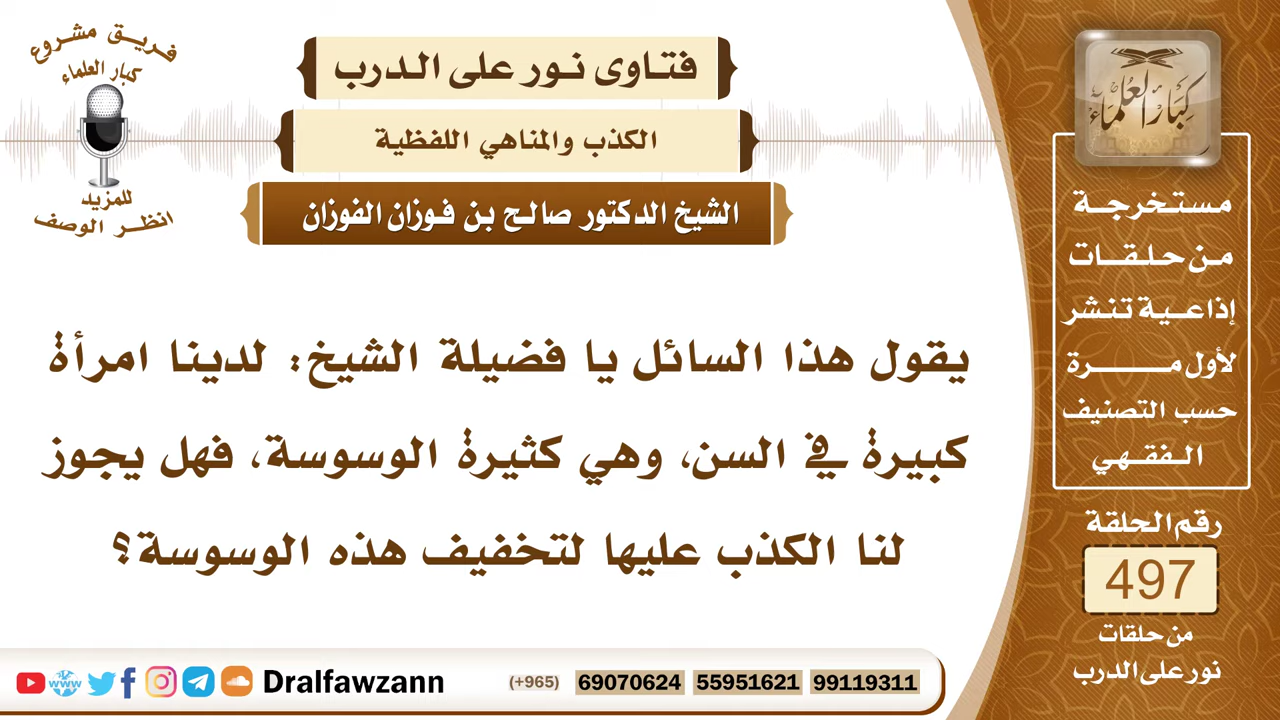 فريق مشروع
كبار العلماء
للمزيد
انظر الوصف
فتاوى نور على الدرب
الكذب والمناهي اللفظية
الشيخ الدكتور صالح بن فوزان الفوزان
يقول هذا السائل يا فضيلة الشيخ: لدينا امرأة
كبيرة في السن، وهي كثيرة الوسوسة، فهل يجوز
لنا الكذب عليها لتخفيف هذه الوسوسة؟
كبار العلماء
مستخرجة
من حلقات
إذاعية تنشر
لأول مرة
حسب التصنيف
الفقهي
رقم الحلقة
497
من حلقات
نور على الدرب
www Dralfawzann (+965) 69070624 55951621 99119311